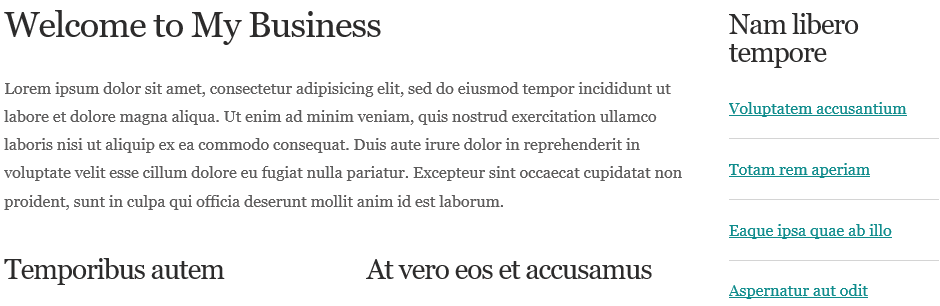 Welcome to My Business
Lorem ipsum dolor sit amet, consectetur adipisicing elit, sed do eiusmod tempor incididunt ut
labore et dolore magna aliqua. Ut enim ad minim veniam, quis nostrud exercitation ullamco
laboris nisi ut aliquip ex ea commodo consequat. Duis aute irure dolor in reprehenderit in
voluptate velit esse cillum dolore eu fugiat nulla pariatur. Excepteur sint occaecat cupidatat non
proident, sunt in culpa qui officia deserunt mollit anim id est laborum.
Temporibus autem
At vero eos et accusamus
Nam libero
tempore
Voluptatem accusantium
Totam rem aperiam
Eaque ipsa quae ab illo
Aspernatur aut odit